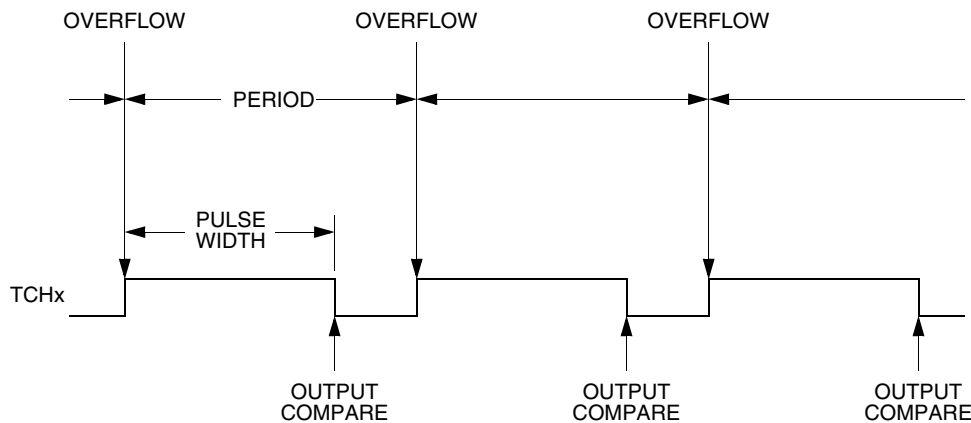 OVERFLOW
OVERFLOW
OVERFLOW
PERIOD
PULSE
WIDTH
TCHx
OUTPUT
COMPARE
OUTPUT
COMPARE
OUTPUT
COMPARE